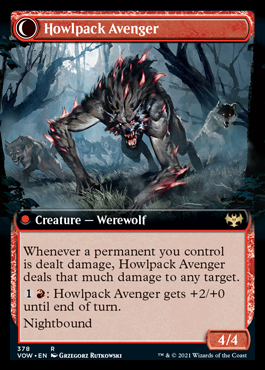 Howlpack Avenger
Creature — Werewolf
Whenever a permanent you control
is dealt damage, Howlpack Avenger
deals that much damage to any target.
1 : Howlpack Avenger gets +2/+0
until end of turn.
Nightbound
4/4
378 R
VOW • EN GRZEGORZ RUTKOWSKI ™ & © 2021 Wizards of the Coast